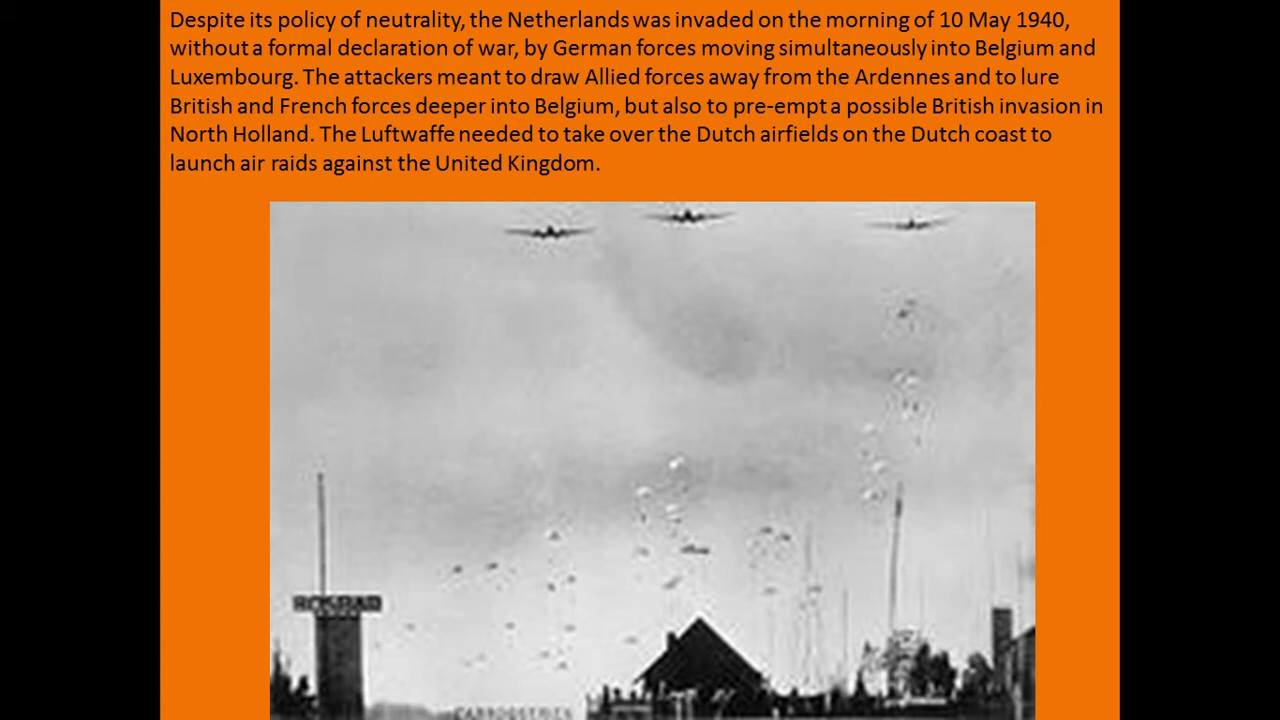 Despite its policy of neutrality, the Netherlands was invaded on the morning of 10 May 1940,
without a formal declaration of war, by German forces moving simultaneously into Belgium and
Luxembourg. The attackers meant to draw Allied forces away from the Ardennes and to lure
British and French forces deeper into Belgium, but also to pre-empt a possible British invasion in
North Holland. The Luftwaffe needed to take over the Dutch airfields on the Dutch coast to
launch air raids against the United Kingdom.